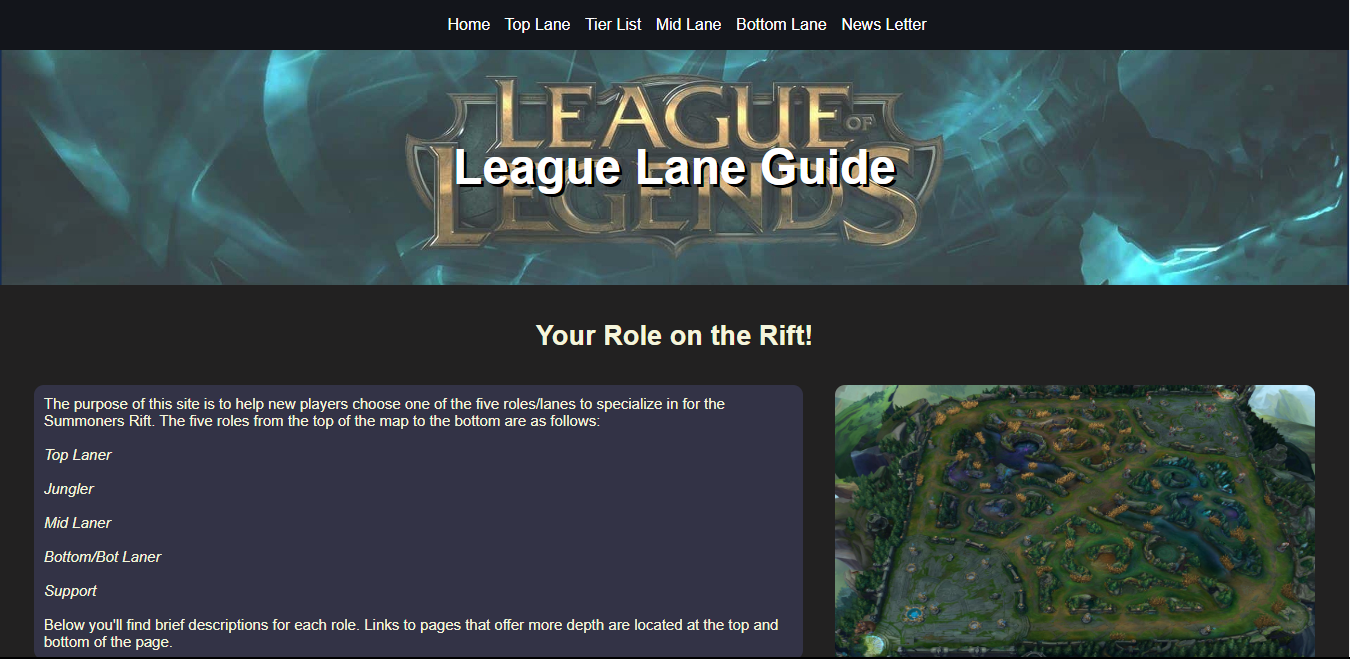 Home Top Lane Tier List Mid Lane Bottom Lane News Letter
LEAGUE OF
LEGENDS
League Lane Guide
Your Role on the Rift!
The purpose of this site is to help new players choose one of the five roles/lanes to specialize in for the
Summoners Rift. The five roles from the top of the map to the bottom are as follows:
Top Laner
Jungler
Mid Laner
Bottom/Bot Laner
Support
Below you'll find brief descriptions for each role. Links to pages that offer more depth are located at the top and
bottom of the page.